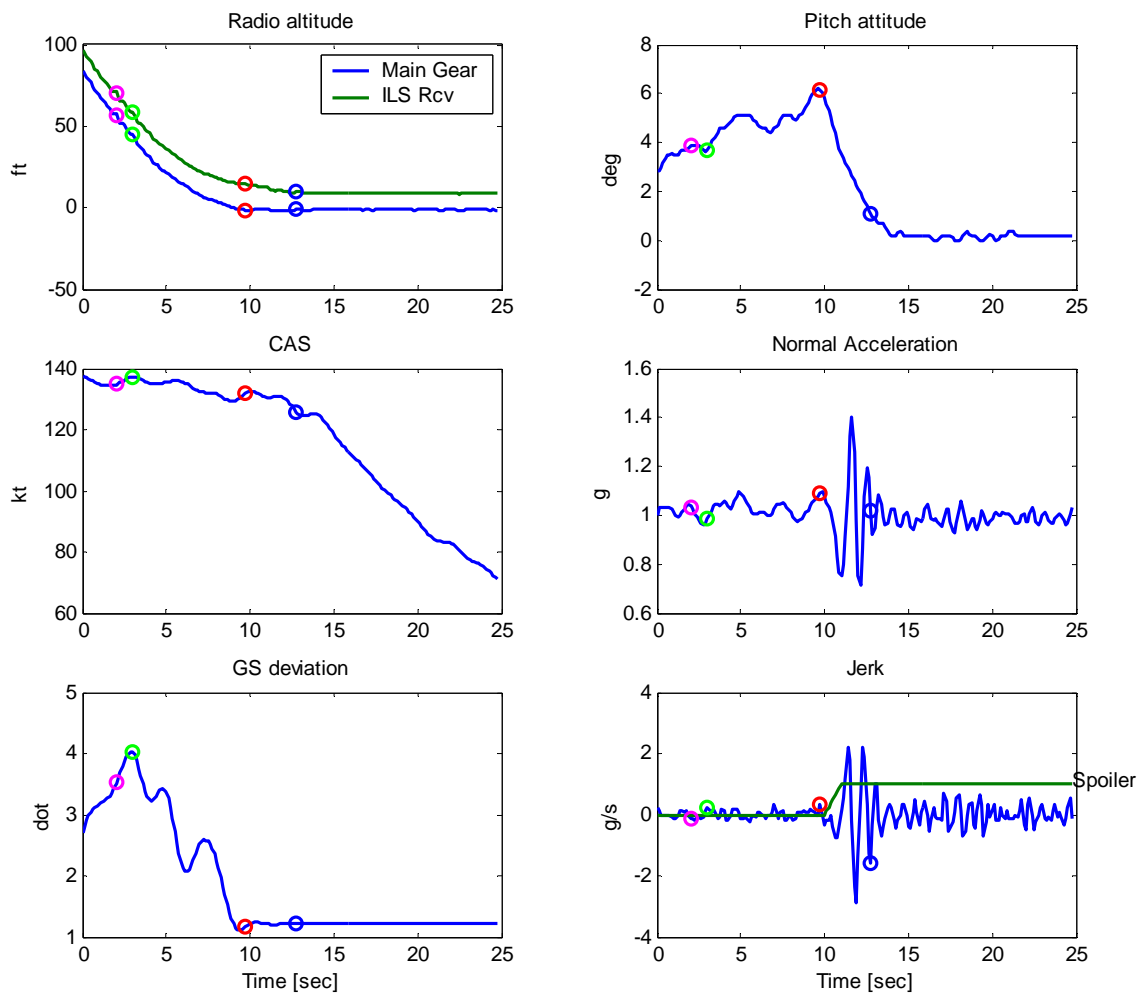 Radio altitude
100
50
0
-50
ft
0 5 10 15 20 25
Main Gear
ILS Rcv
Pitch attitude
8
6
4
2
0
-2
deg
0 5 10 15 20 25
CAS
140
120
100
80
60
kt
0 5 10 15 20 25
Normal Acceleration
1.6
1.4
1.2
1
0.8
0.6
g
0 5 10 15 20 25
GS deviation
5
4
3
2
1
dot
0 5 10 15 20 25
Time [sec]
Jerk
4
2
0
-2
-4
g/s
Spoiler
0 5 10 15 20 25
Time [sec]